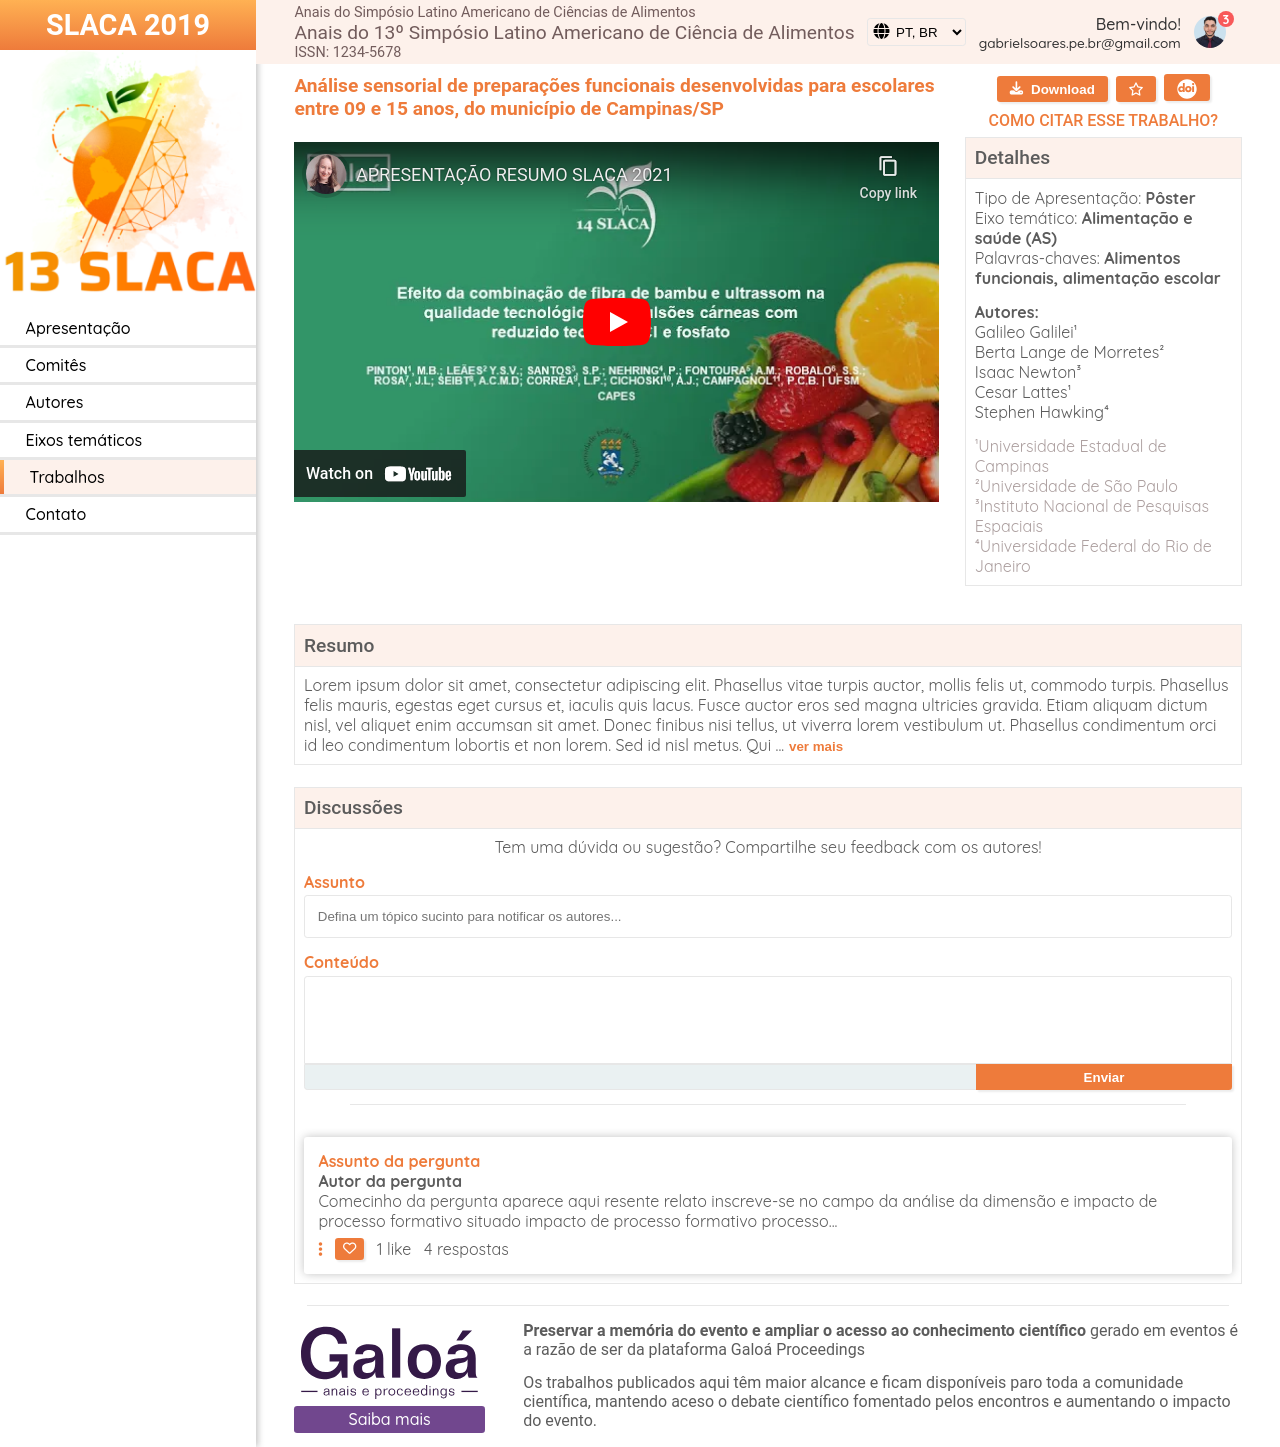 SLACA 2019
13 SLACA
Apresentação
Comitês
Autores
Eixos temáticos
Trabalhos
Contato
Anais do Simpósio Latino Americano de Ciências de Alimentos
Anais do 13º Simpósio Latino Americano de Ciência de Alimentos
ISSN: 1234-5678
PT, BR
Bem-vindo!
gabrielsoares.pe.br@gmail.com
3
Análise sensorial de preparações funcionais desenvolvidas para escolares
entre 09 e 15 anos, do município de Campinas/SP
APRESENTAÇÃO RESUMO SLACA 2021
Copy link
14 SLACA
Efeito da combinação de fibra de bambu e ultrassom na
PINTON¹, M.B.; LEÃES² Y.S.V.; SANTOS³, S.P.; NEHRING⁴, P.; FONTOURA⁵, A.M.; ROBALO⁶, S.S.;
ROSA⁷, J.L; SEIBT⁸, A.C.M.D; CORRÊA⁹, L.P.; CICHOSKI¹⁰, A.J.; CAMPAGNOL¹¹, P.C.B. | UFSM
CAPES
Watch on YouTube
Download
doi
COMO CITAR ESSE TRABALHO?
Detalhes
Tipo de Apresentação: Pôster
Eixo temático: Alimentação e
saúde (AS)
Palavras-chaves: Alimentos
funcionais, alimentação escolar
Autores:
Galileo Galilei¹
Berta Lange de Morretes²
Isaac Newton³
Cesar Lattes¹
Stephen Hawking⁴
¹Universidade Estadual de
Campinas
²Universidade de São Paulo
³Instituto Nacional de Pesquisas
Espaciais
⁴Universidade Federal do Rio de
Janeiro
Resumo
Lorem ipsum dolor sit amet, consectetur adipiscing elit. Phasellus vitae turpis auctor, mollis felis ut, commodo turpis. Phasellus
felis mauris, egestas eget cursus et, iaculis quis lacus. Fusce auctor eros sed magna ultricies gravida. Etiam aliquam dictum
nisl, vel aliquet enim accumsan sit amet. Donec finibus nisi tellus, ut viverra lorem vestibulum ut. Phasellus condimentum orci
id leo condimentum lobortis et non lorem. Sed id nisl metus. Qui ... ver mais
Discussões
Tem uma dúvida ou sugestão? Compartilhe seu feedback com os autores!
Assunto
Defina um tópico sucinto para notificar os autores...
Conteúdo
Enviar
Assunto da pergunta
Autor da pergunta
Comecinho da pergunta aparece aqui resente relato inscreve-se no campo da análise da dimensão e impacto de
processo formativo situado impacto de processo formativo processo...
1 like 4 respostas
Galoá
anais e proceedings
Saiba mais
Preservar a memória do evento e ampliar o acesso ao conhecimento científico gerado em eventos é
a razão de ser da plataforma Galoá Proceedings
Os trabalhos publicados aqui têm maior alcance e ficam disponíveis paro toda a comunidade
científica, mantendo aceso o debate científico fomentado pelos encontros e aumentando o impacto
do evento.